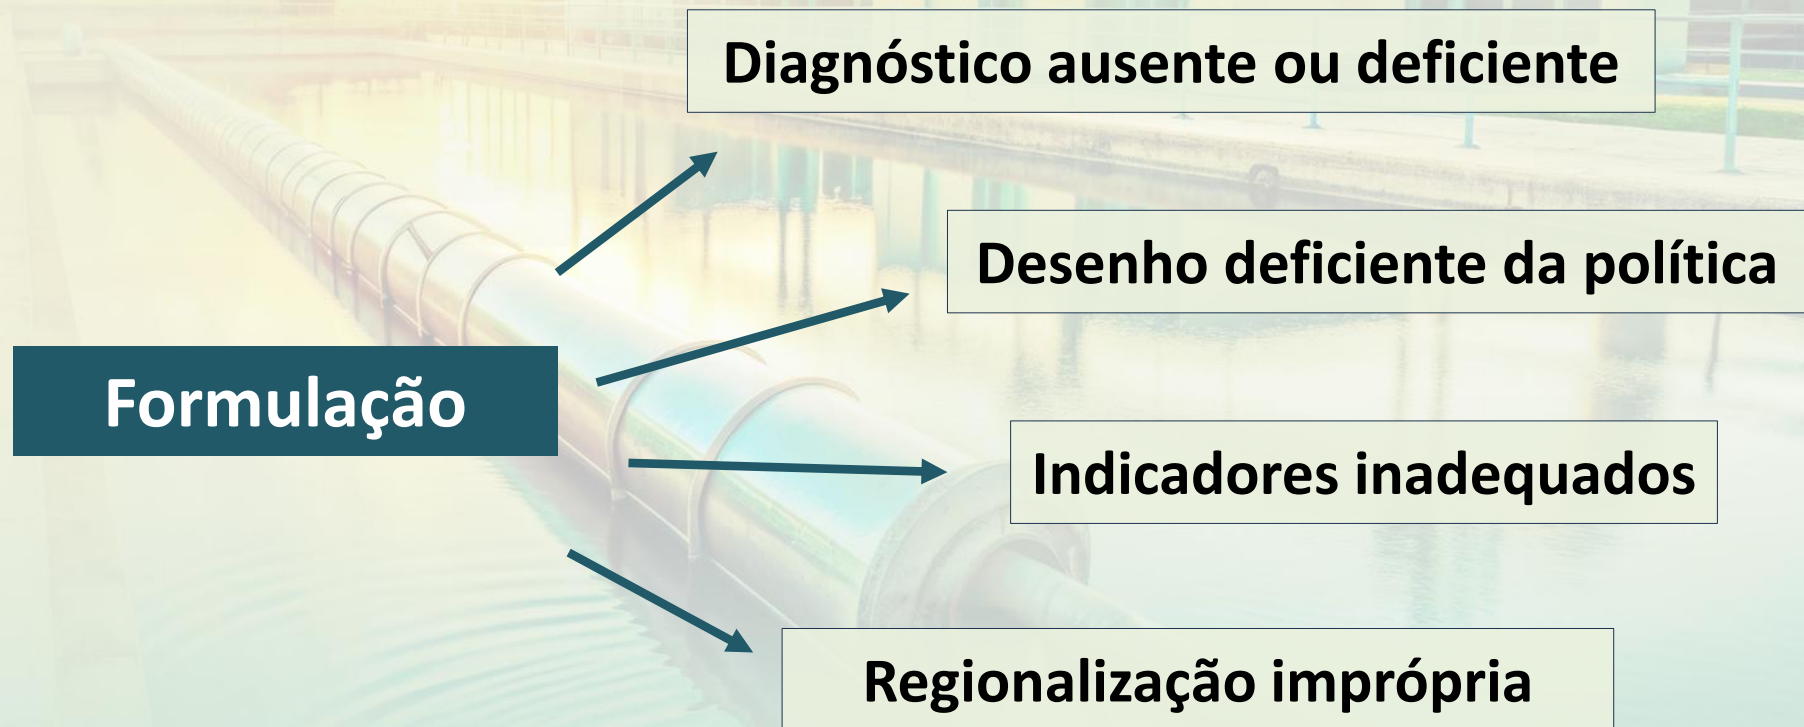 Diagnóstico ausente ou deficiente
Desenho deficiente da política
Formulação
Indicadores inadequados
Regionalização imprópria